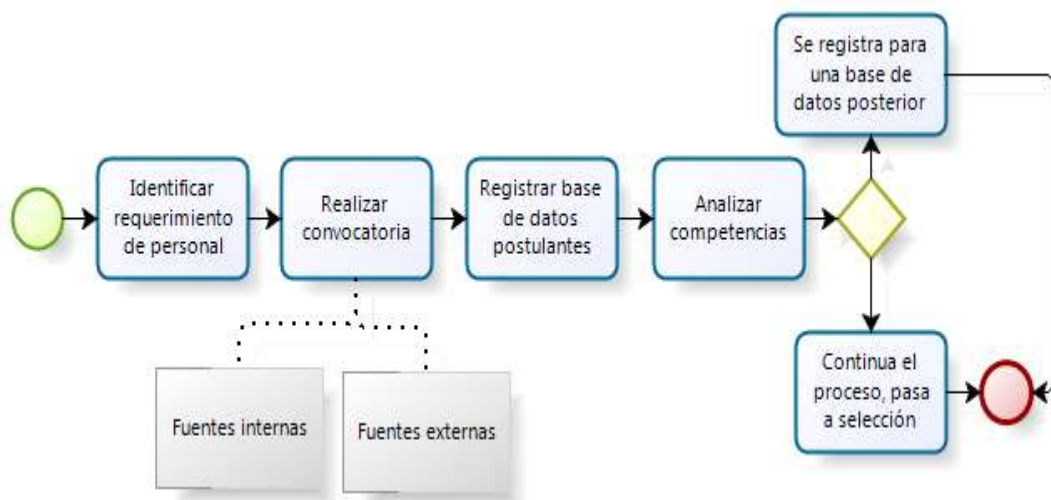 Se registra para
una base de
datos posterior
Identificar
requerimiento
de personal
Realizar
convocatoria
Registrar base
de datos
postulantes
Analizar
competencias
Continua el
proceso, pasa
a selección
Fuentes internas
Fuentes externas